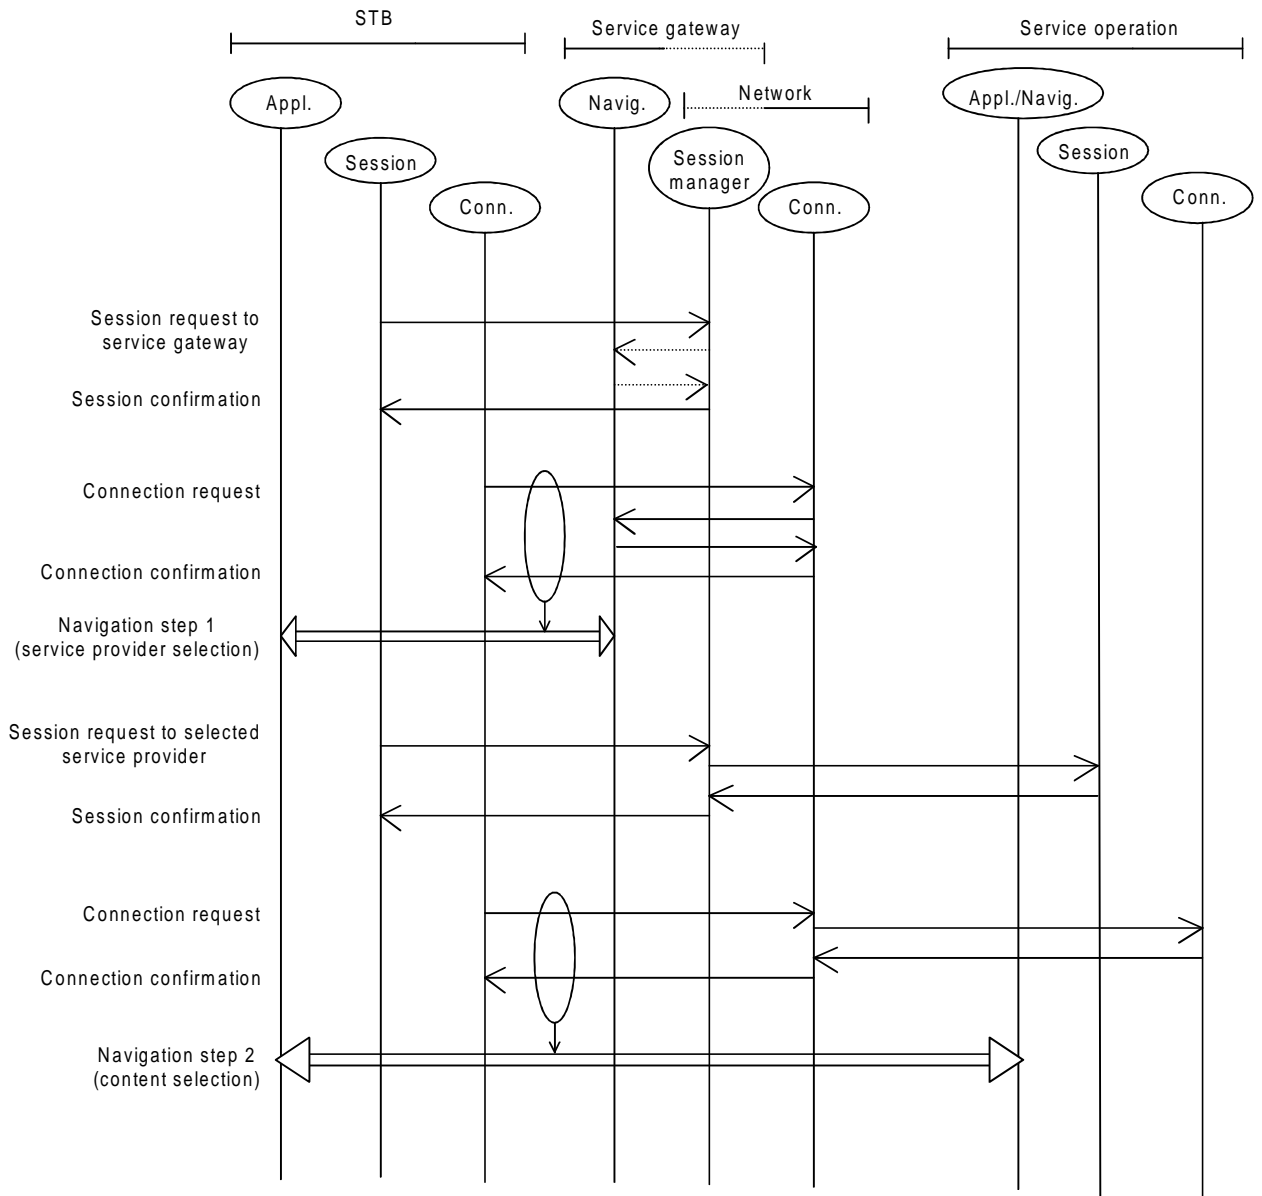 STB
Service gateway
Service operation
Network
Appl.
Navig.
Appl./Navig.
Session
Session
manager
Session
Conn.
Conn.
Conn.
Session request to
service gateway
Session confirmation
Connection request
Connection confirmation
Navigation step 1
(service provider selection)
Session request to selected
service provider
Session confirmation
Connection request
Connection confirmation
Navigation step 2
(content selection)